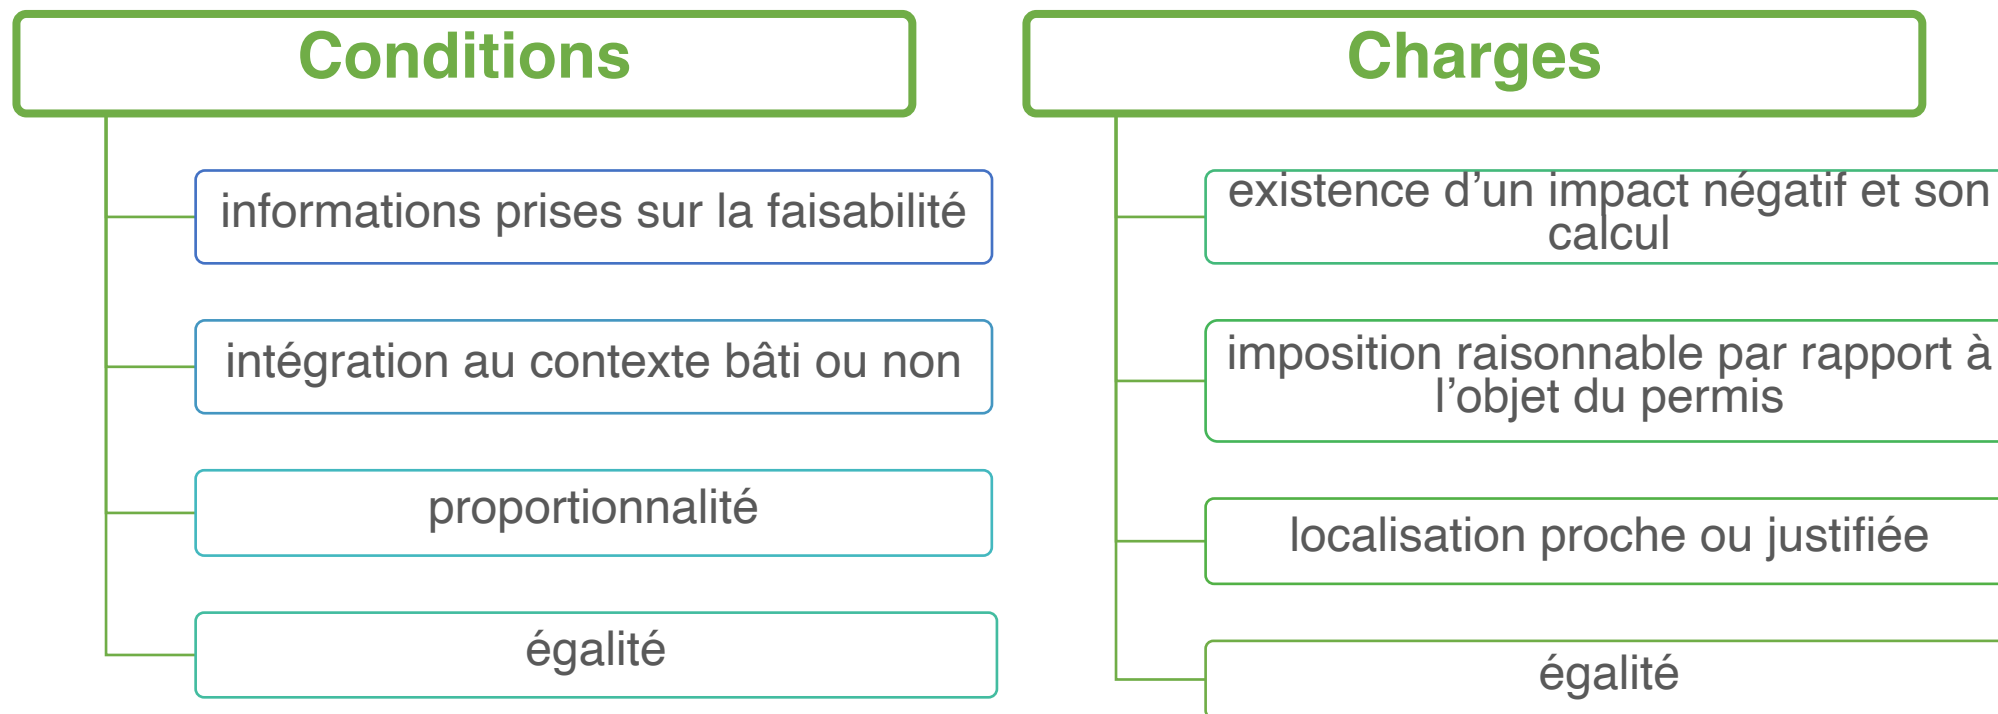 Conditions
informations prises sur la faisabilité
intégration au contexte bâti ou non
proportionnalité
égalité
Charges
existence d’un impact négatif et son
calcul
imposition raisonnable par rapport à
l’objet du permis
localisation proche ou justifiée
égalité